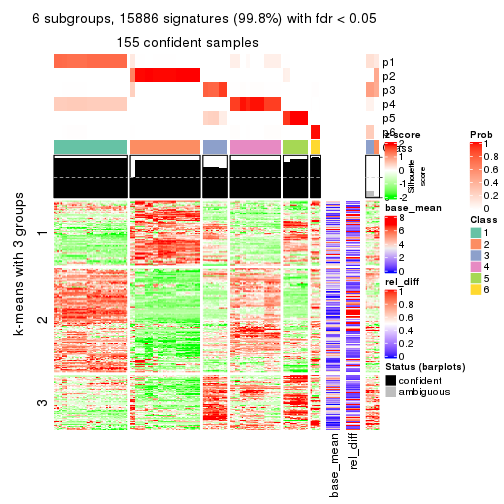 6 subgroups, 15886 signatures (99.8%) with fdr < 0.05
155 confident samples
p1
p2
p3
p4
p5
p6
Class
Silhouette
score
k-means with 3 groups
1
2
3
base_mean
rel_diff
z-score
2
1
0
-1
-2
base_mean
8
6
4
2
0
rel_diff
1
0.8
0.6
0.4
0.2
0
Status (barplots)
confident
ambiguous
Prob
1
0.8
0.6
0.4
0.2
0
Class
1
2
3
4
5
6